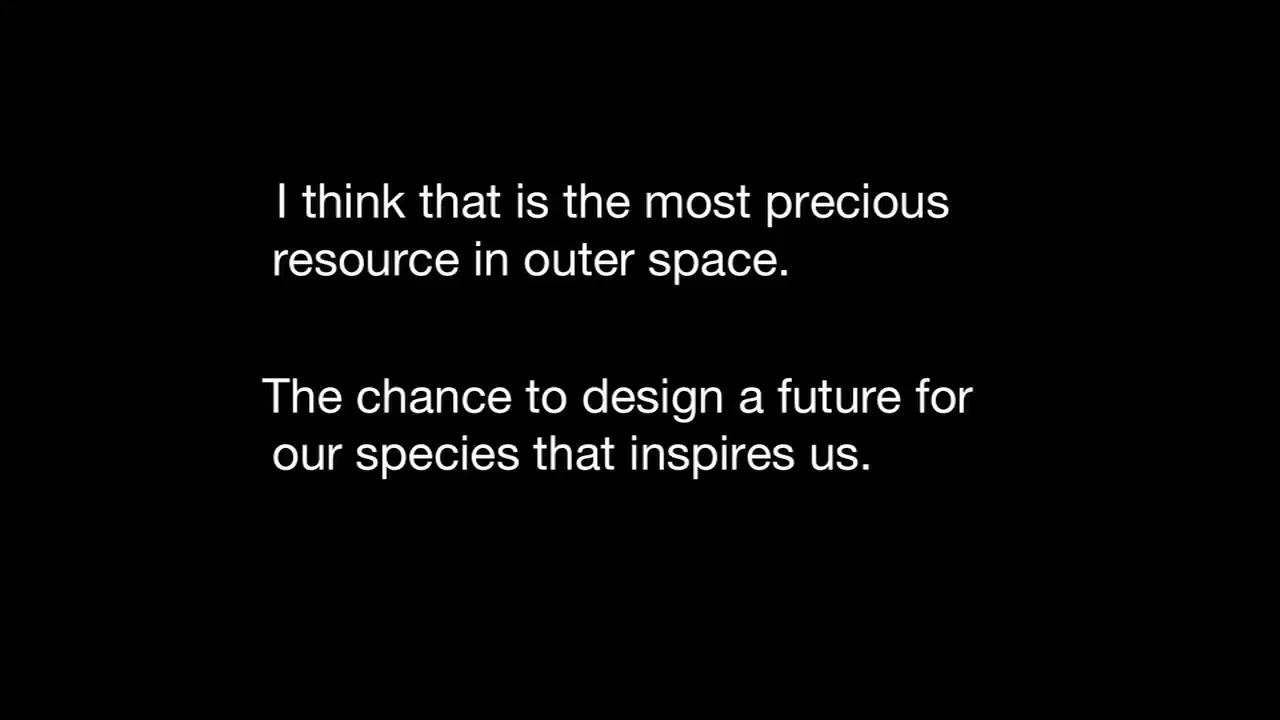 I think that is the most precious
resource in outer space.
The chance to design a future for
our species that inspires us.